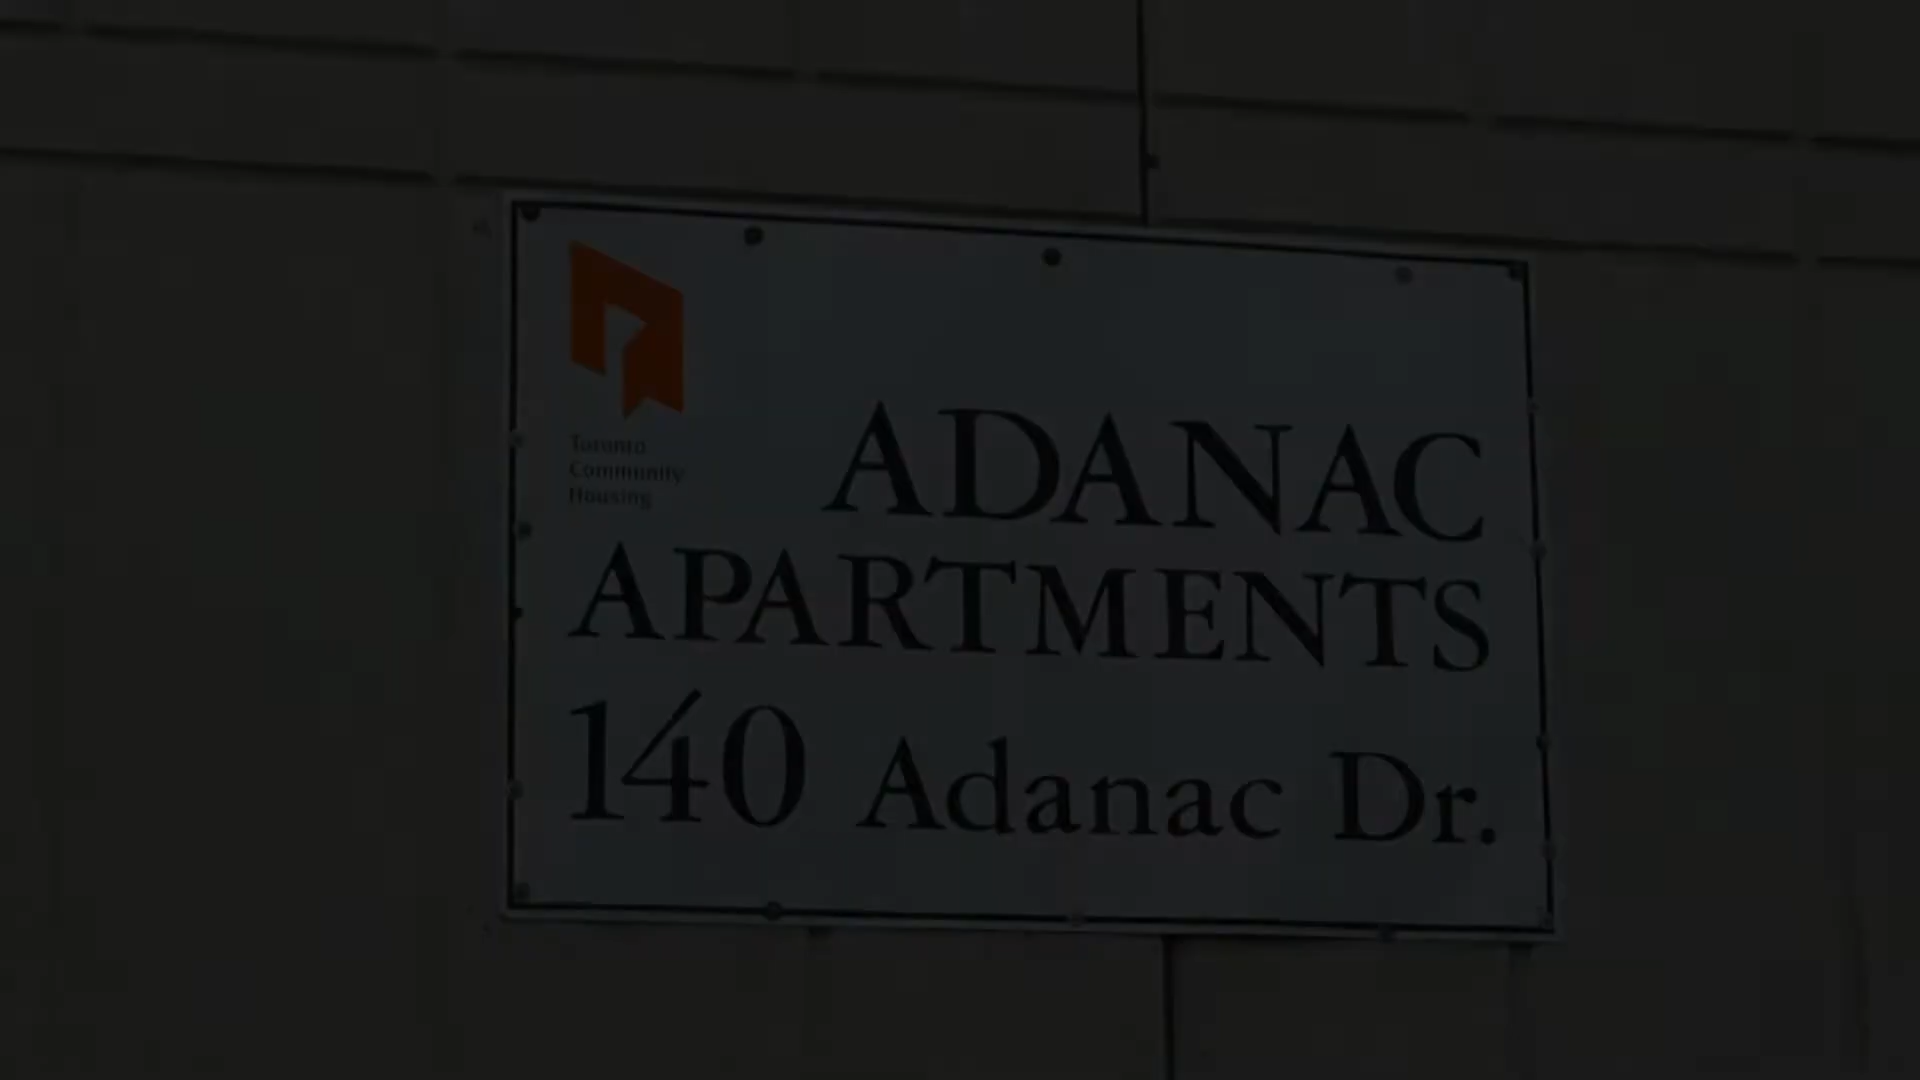 Toronto
Community
Housing
ADANAC
APARTMENTS
140 Adanac Dr.